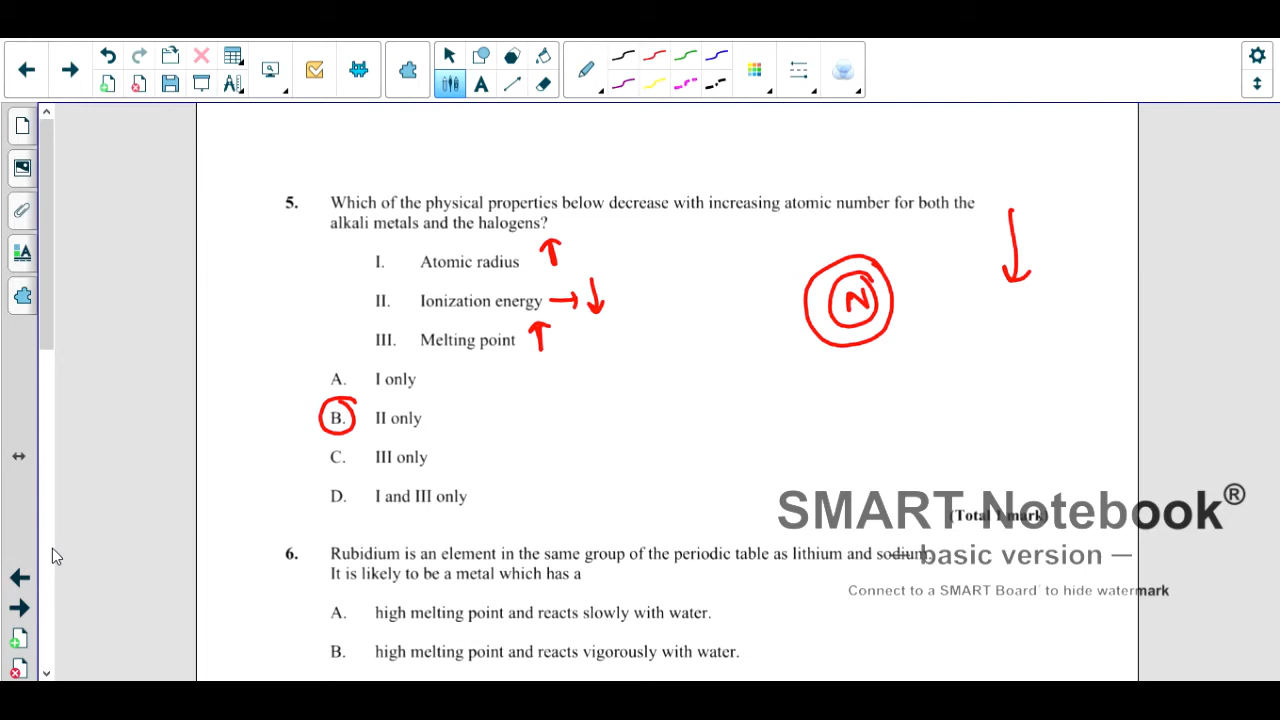 5. Which of the physical properties below decrease with increasing atomic number for both the
alkali metals and the halogens?
I. Atomic radius
II. Ionization energy
N
III. Melting point
A. I only
B. II only
C. III only
D. I and III only
SMART Notebook®
(Total 1 mark)
6. Rubidium is an element in the same group of the periodic table as lithium and sodium.
basic version —
It is likely to be a metal which has a
Connect to a SMART Board® to hide watermark
A. high melting point and reacts slowly with water.
B. high melting point and reacts vigorously with water.